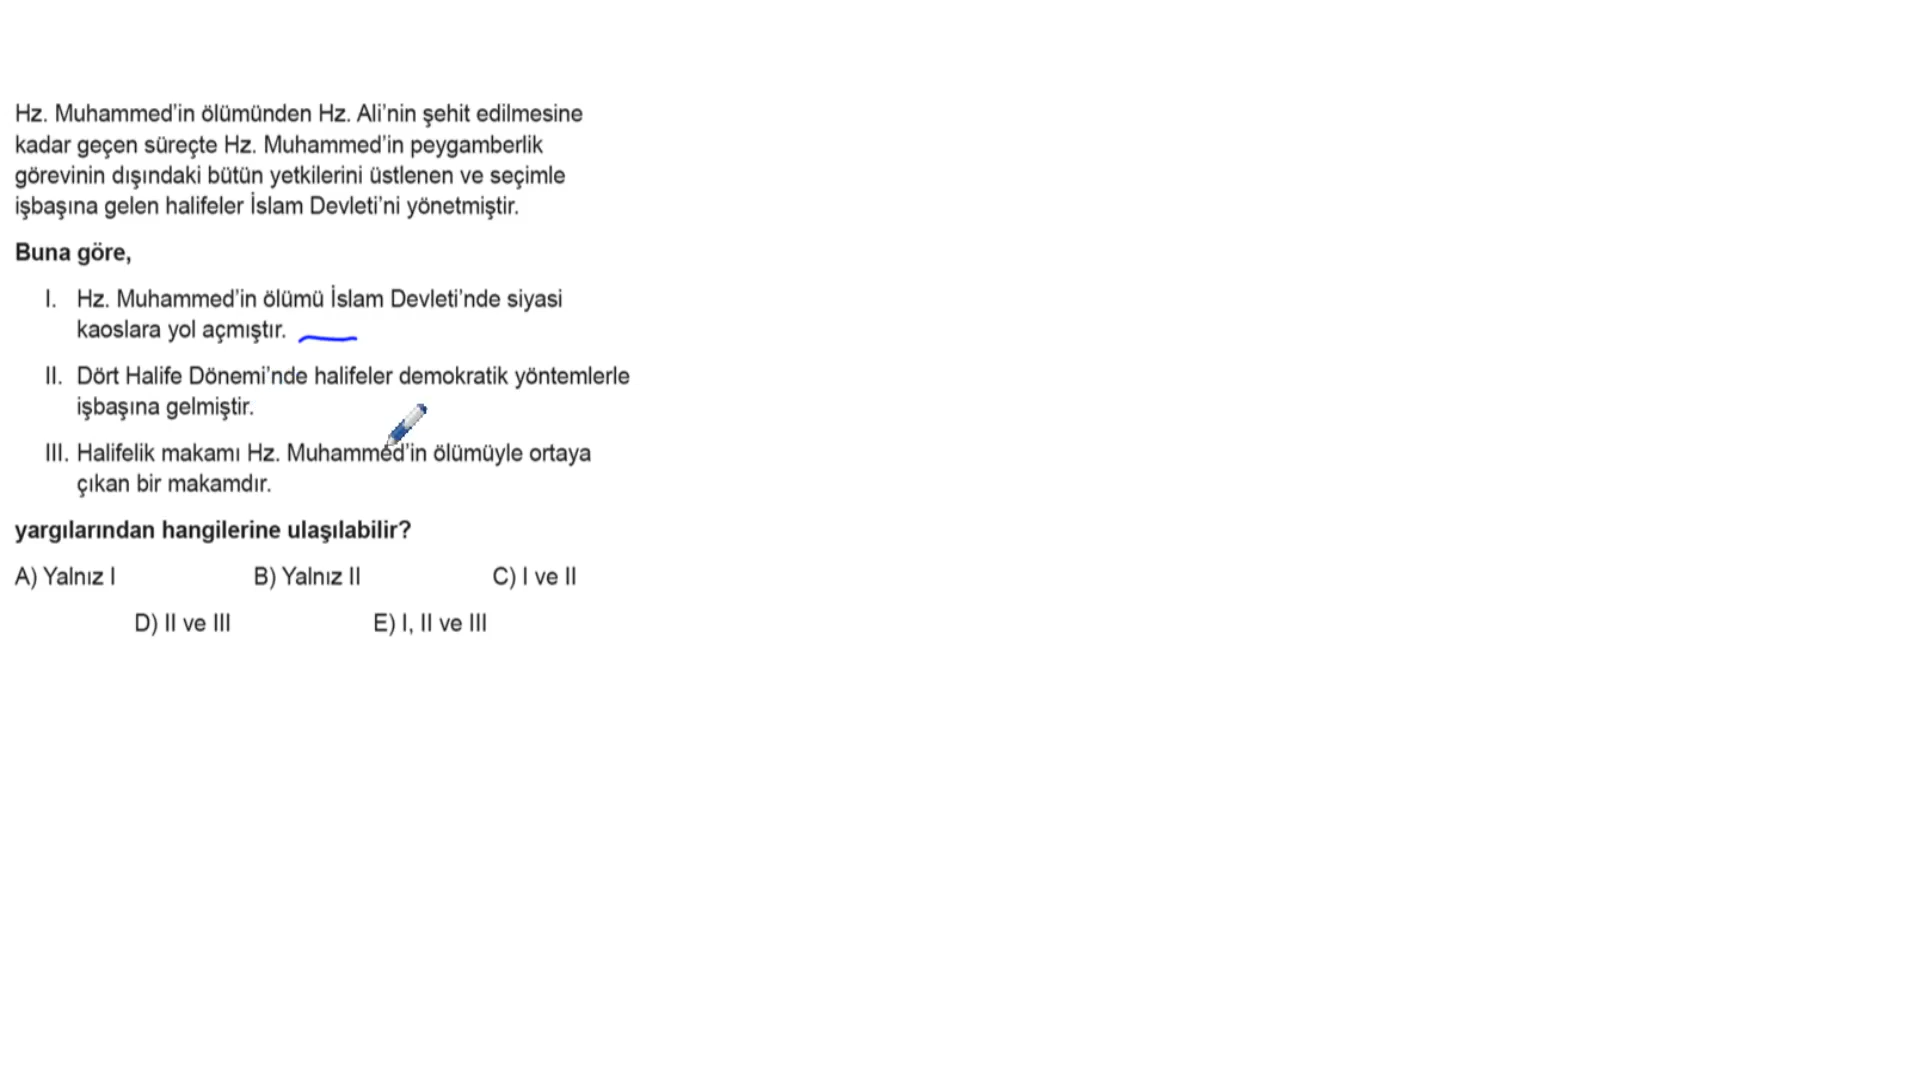 Hz. Muhammed'in ölümünden Hz. Ali'nin şehit edilmesine
kadar geçen süreçte Hz. Muhammed'in peygamberlik
görevinin dışındaki bütün yetkilerini üstlenen ve seçimle
işbaşına gelen halifeler İslam Devleti'ni yönetmiştir.
Buna göre,
I. Hz. Muhammed'in ölümü İslam Devleti'nde siyasi
kaoslara yol açmıştır.
II. Dört Halife Dönemi'nde halifeler demokratik yöntemlerle
işbaşına gelmiştir.
III. Halifelik makamı Hz. Muhammed'in ölümüyle ortaya
çıkan bir makamdır.
yargılarından hangilerine ulaşılabilir?
A) Yalnız I B) Yalnız II C) I ve II
D) II ve III E) I, II ve III